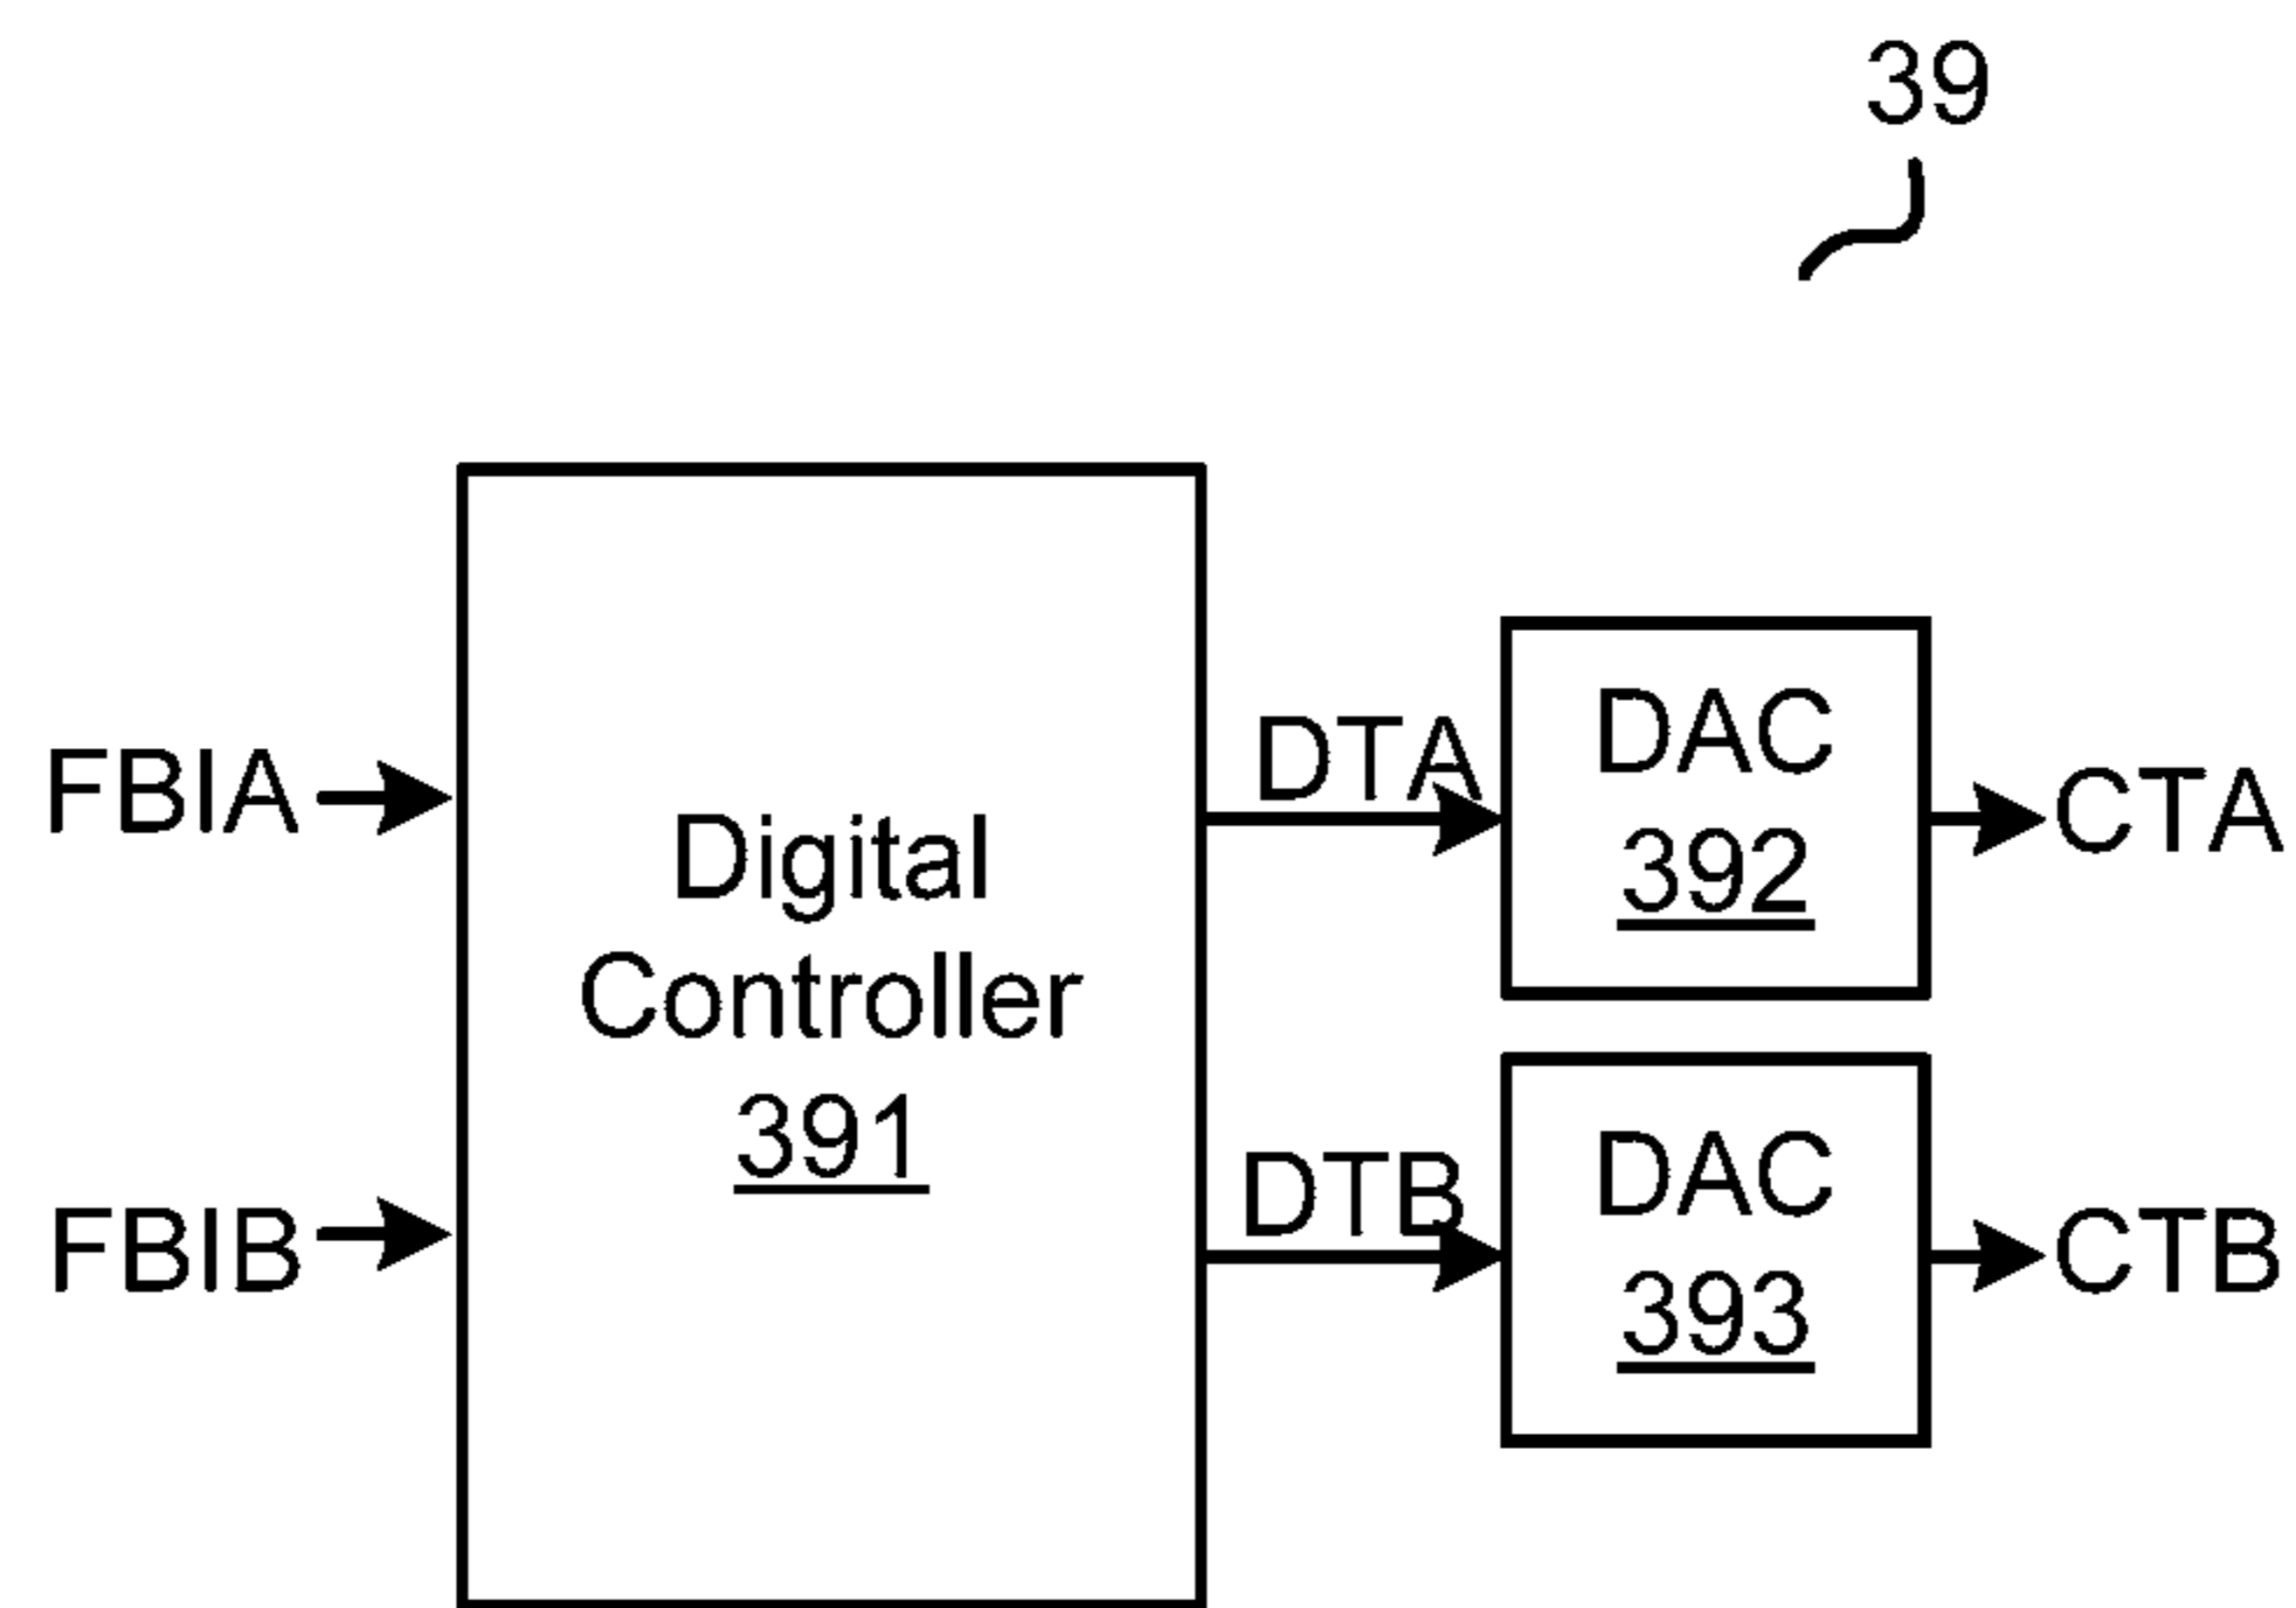 39
FBIA
FBIB
Digital
Controller
391
DTA
DTB
DAC
392
DAC
393
CTA
CTB